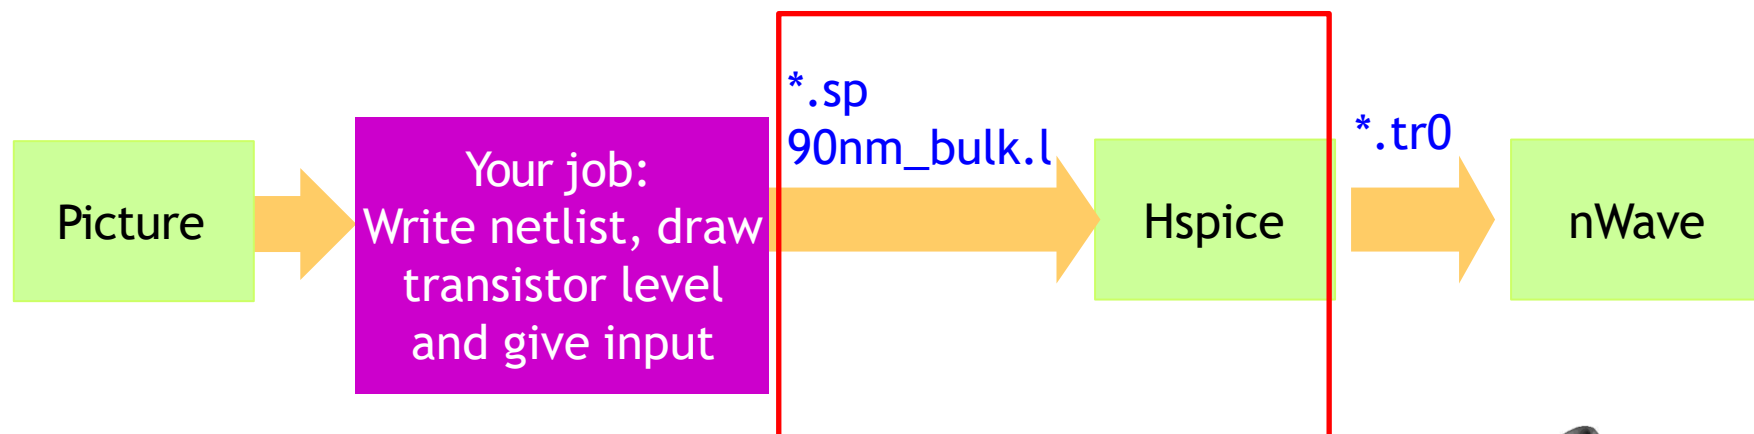 Picture
Your job:
Write netlist, draw
transistor level
and give input
*.sp
90nm_bulk.l
Hspice
*.tr0
nWave